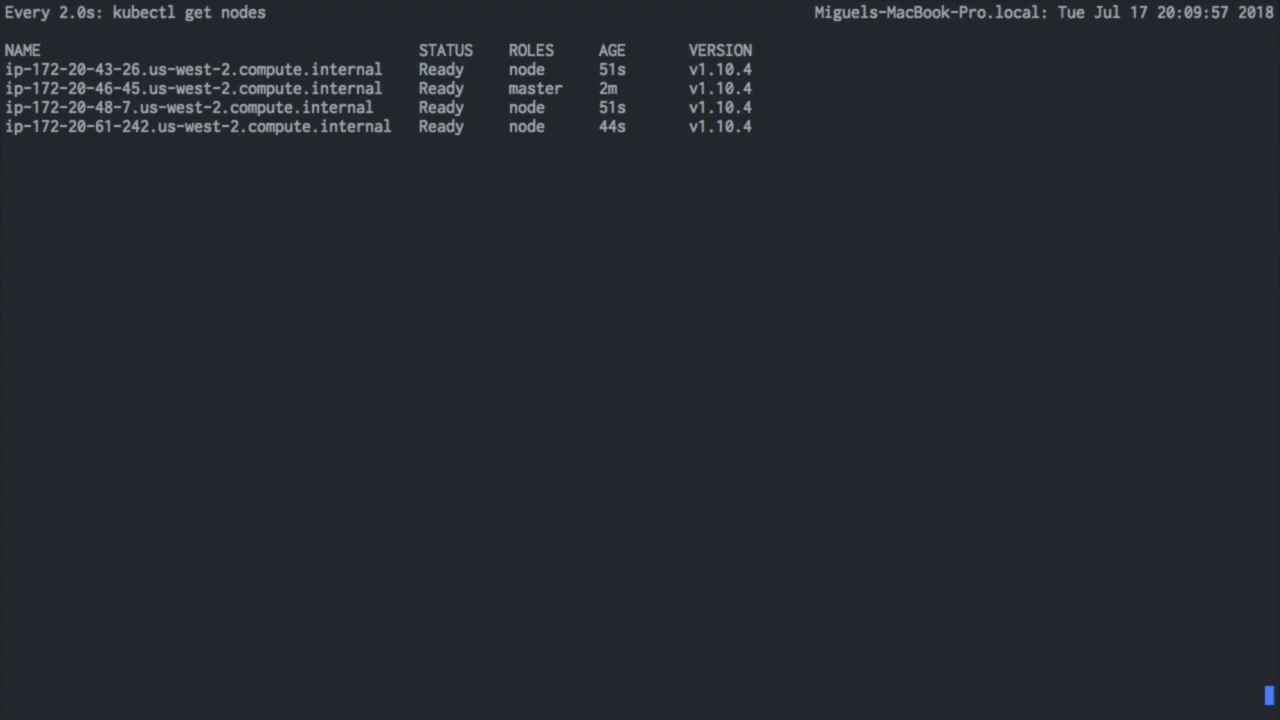 Every 2.0s: kubectl get nodes Miguels-MacBook-Pro.local: Tue Jul 17 20:09:57 2018
NAME STATUS ROLES AGE VERSION
ip-172-20-43-26.us-west-2.compute.internal Ready node 51s v1.10.4
ip-172-20-46-45.us-west-2.compute.internal Ready master 2m v1.10.4
ip-172-20-48-7.us-west-2.compute.internal Ready node 51s v1.10.4
ip-172-20-61-242.us-west-2.compute.internal Ready node 44s v1.10.4